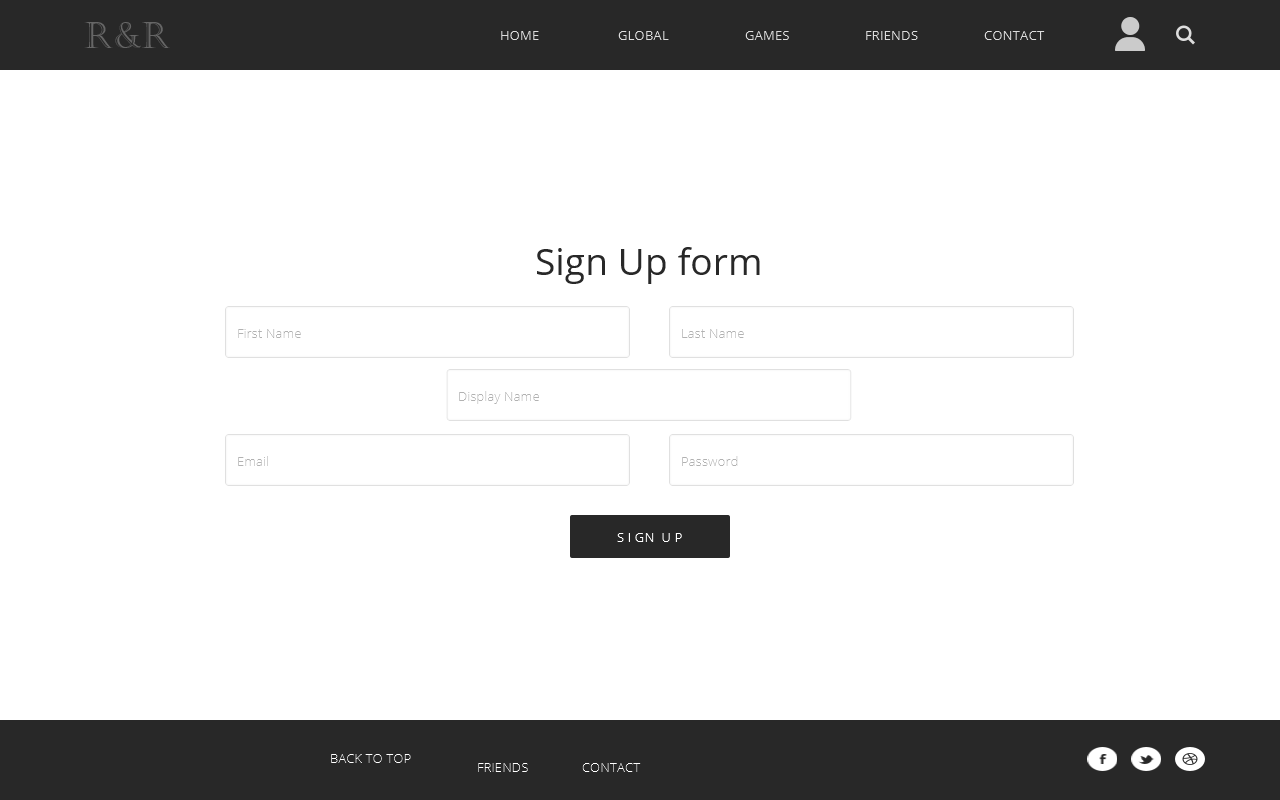 R&R HOME GLOBAL GAMES FRIENDS CONTACT
Sign Up form
First Name Last Name
Display Name
Email Password
SIGN UP
BACK TO TOP FRIENDS CONTACT